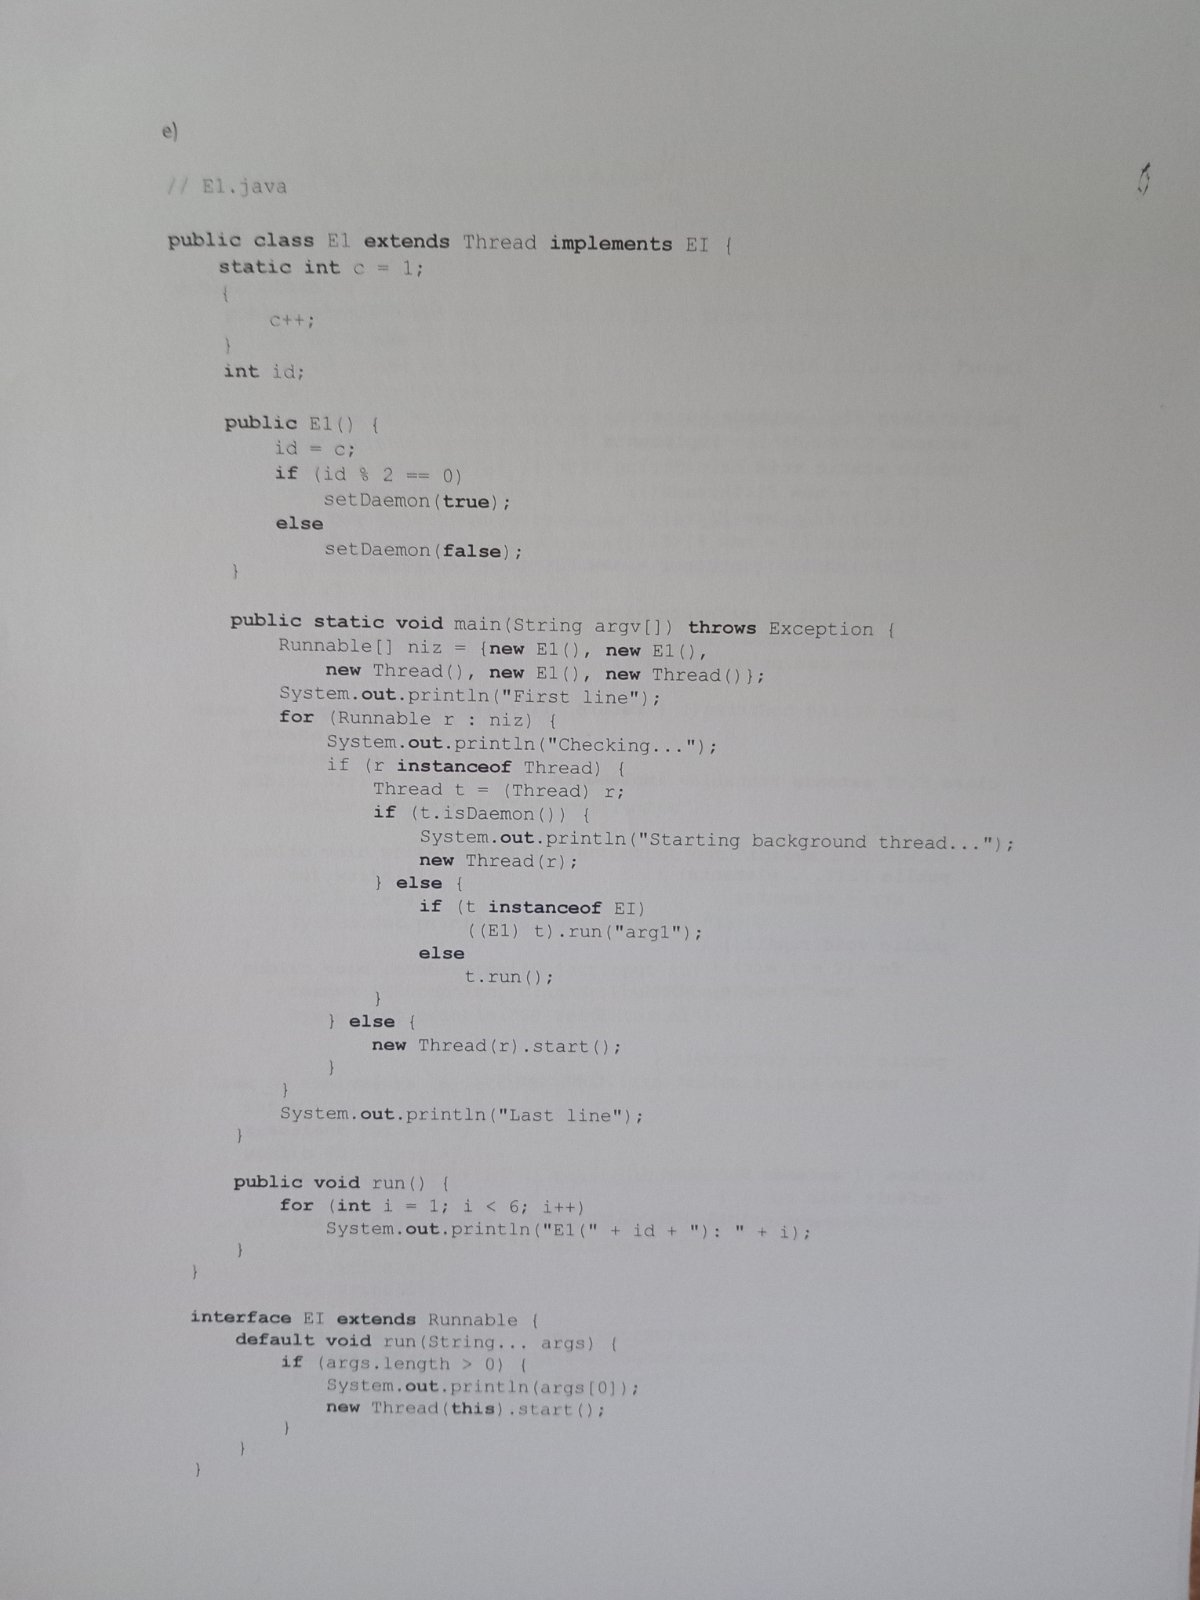 e)
// E1.java
public class E1 extends Thread implements EI {
static int c = 1;
{
c++;
}
int id;
public E1() {
id = c;
if (id % 2 == 0)
setDaemon(true);
else
setDaemon(false);
}
public static void main(String argv[]) throws Exception {
Runnable[] niz = {new E1(), new E1(),
new Thread(), new E1(), new Thread()};
System.out.println("First line");
for (Runnable r : niz) {
System.out.println("Checking...");
if (r instanceof Thread) {
Thread t = (Thread) r;
if (t.isDaemon()) {
System.out.println("Starting background thread...");
new Thread(r);
} else {
if (t instanceof EI)
((E1) t).run("arg1");
else
t.run();
}
} else {
new Thread(r).start();
}
}
System.out.println("Last line");
}
public void run() {
for (int i = 1; i < 6; i++)
System.out.println("E1(" + id + "): " + i);
}
}
interface EI extends Runnable {
default void run(String... args) {
if (args.length > 0) {
System.out.println(args[0]);
new Thread(this).start();
}
}
}